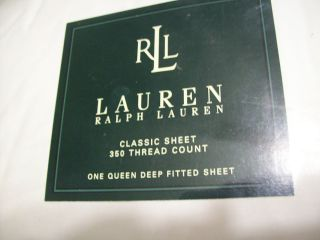 RLL
LAUREN
RALPH LAUREN
CLASSIC SHEET
350 THREAD COUNT
ONE QUEEN DEEP FITTED SHEET